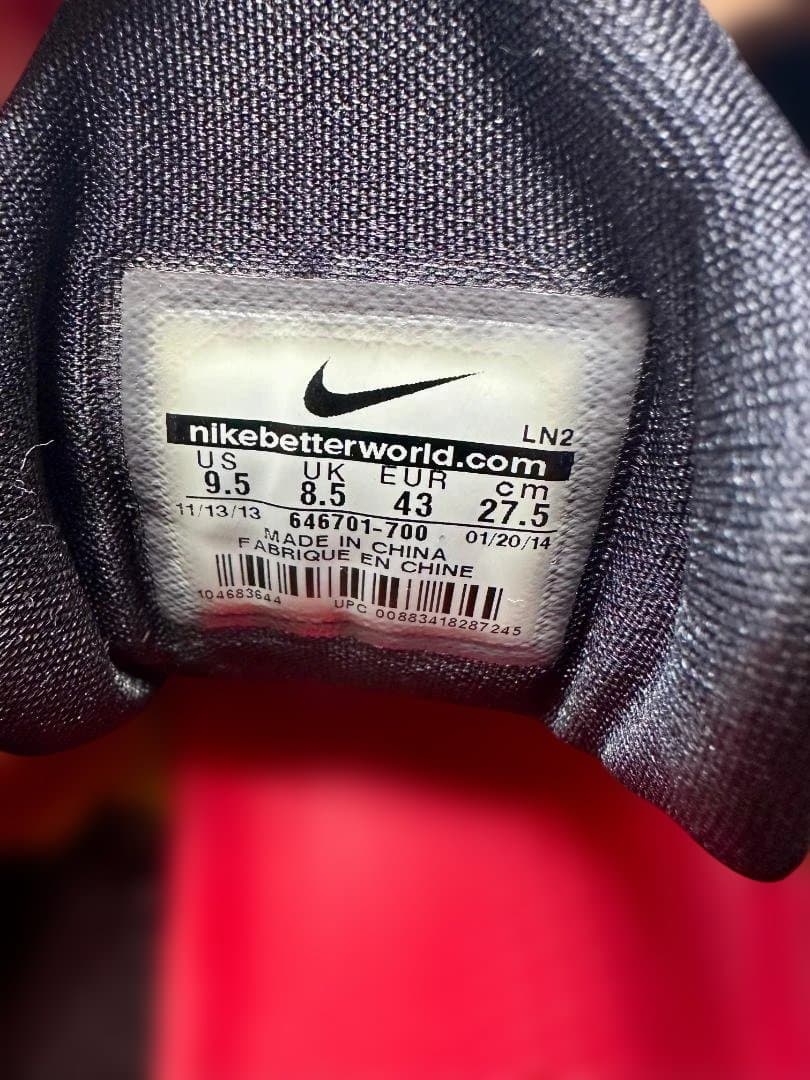 LN2
nikebetterworld.com
US UK EUR cm
9.5 8.5 43 27.5
11/13/13 646701-700 01/20/14
MADE IN CHINA
FABRIQUE EN CHINE
104683644 UPC 00883418287245